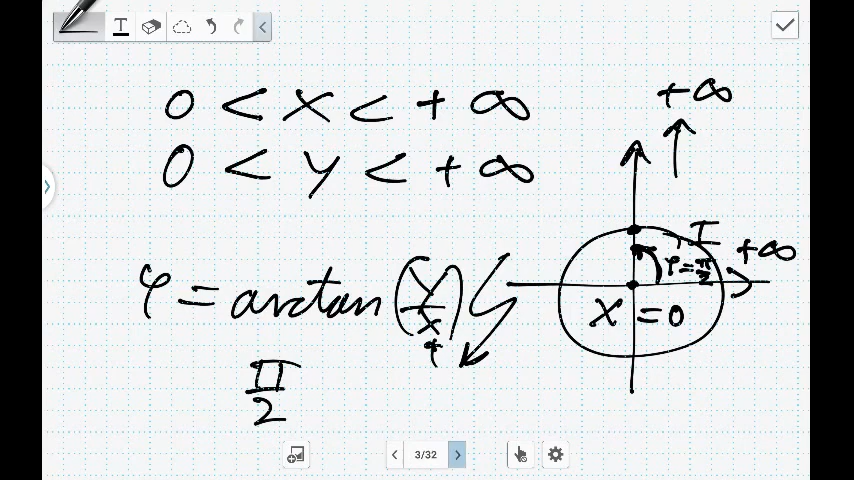 T
0 < x < + ∞
+∞
0 < y < + ∞
+I
+∞
φ = π/2
φ = arctan (y/x)
+
x = 0
π/2
3/32